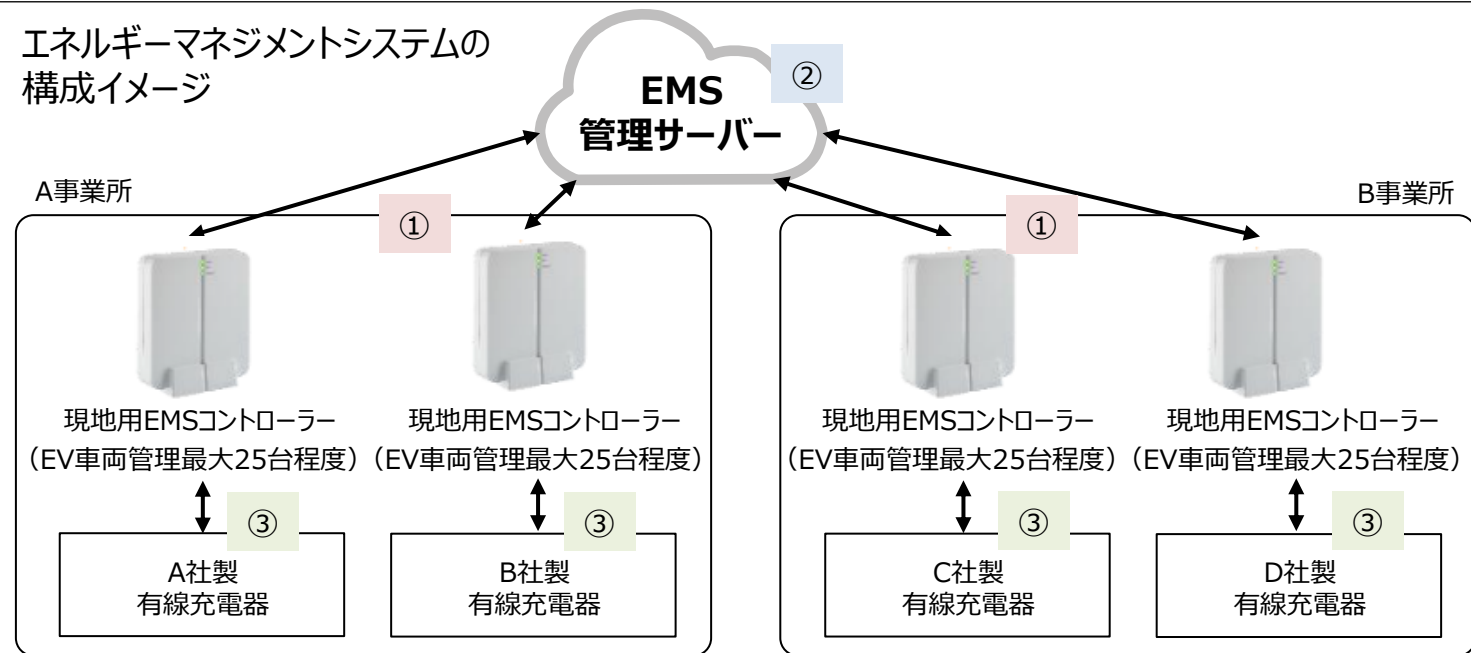 エネルギーマネジメントシステムの
構成イメージ
EMS
管理サーバー
②
A事業所
B事業所
①
①
現地用EMSコントローラー
（EV車両管理最大25台程度）
現地用EMSコントローラー
（EV車両管理最大25台程度）
現地用EMSコントローラー
（EV車両管理最大25台程度）
現地用EMSコントローラー
（EV車両管理最大25台程度）
③
③
③
③
A社製
有線充電器
B社製
有線充電器
C社製
有線充電器
D社製
有線充電器